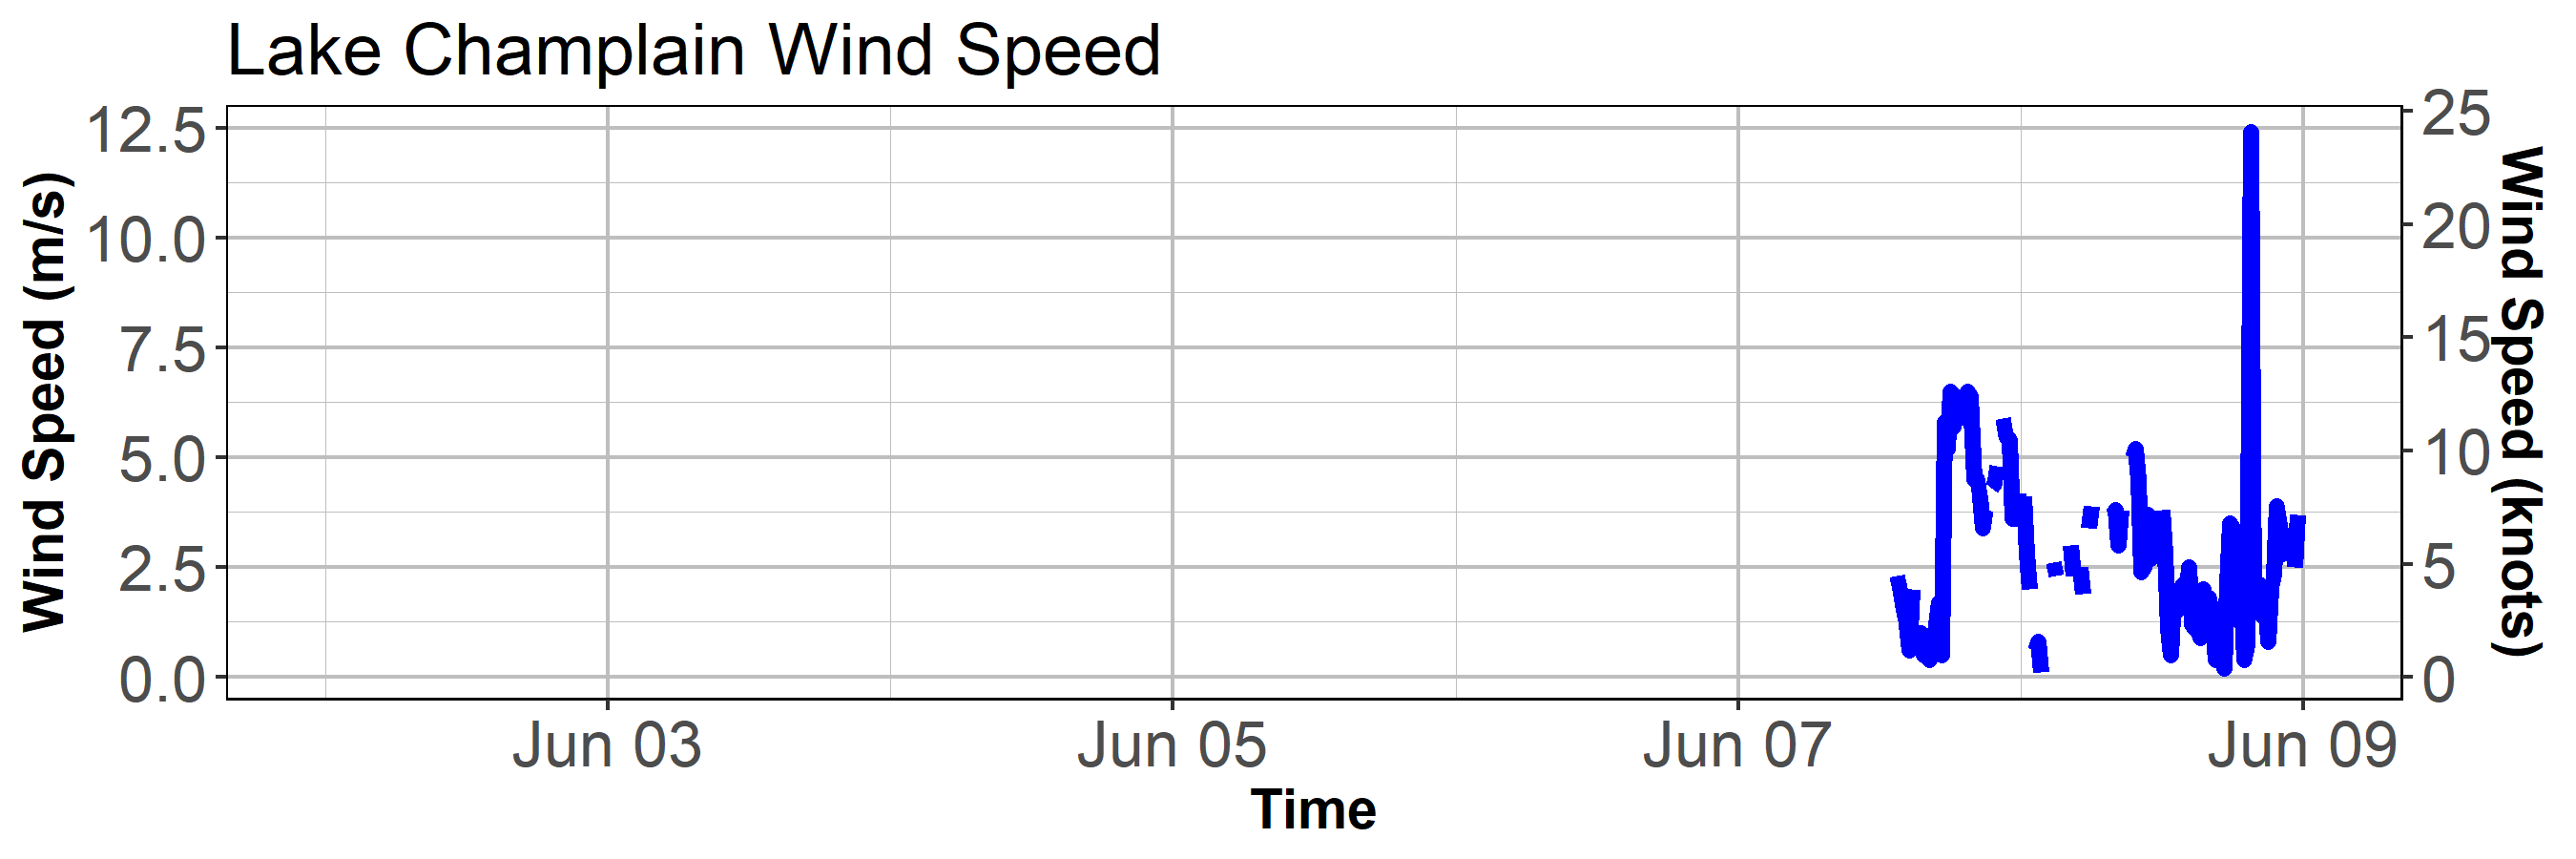 Lake Champlain Wind Speed
Wind Speed (m/s)
12.5
10.0
7.5
5.0
2.5
0.0
25
20
15
10
5
0
Wind Speed (knots)
Jun 03 Jun 05 Jun 07 Jun 09
Time